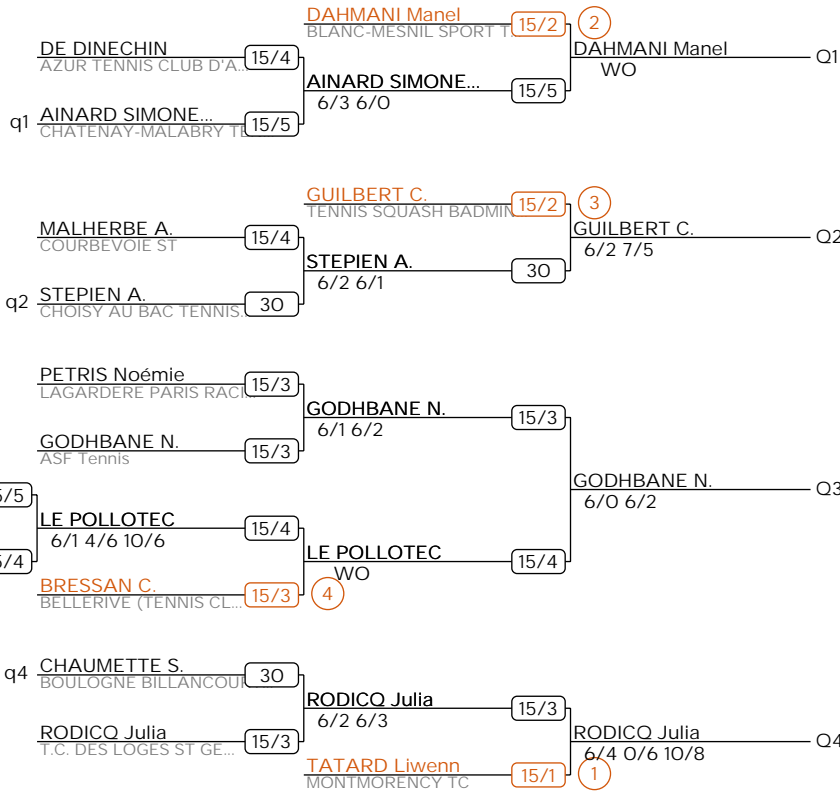 DAHMANI Manel 15/2 2
BLANC-MESNIL SPORT T...
DE DINECHIN 15/4
AZUR TENNIS CLUB D'A...
DAHMANI Manel Q1
WO
AINARD SIMONE... 15/5
6/3 6/0
q1 AINARD SIMONE... 15/5
CHATENAY-MALABRY TE
GUILBERT C. 15/2 3
TENNIS SQUASH BADMIN
MALHERBE A. 15/4
COURBEVOIE ST
GUILBERT C. Q2
6/2 7/5
STEPIEN A. 30
6/2 6/1
q2 STEPIEN A. 30
CHOISY AU BAC TENNIS...
PETRIS Noémie 15/3
LAGARDERE PARIS RACI...
GODHBANE N. 15/3
6/1 6/2
GODHBANE N. 15/3
ASF Tennis
GODHBANE N. Q3
6/0 6/2
5/5
LE POLLOTEC 15/4
6/1 4/6 10/6
LE POLLOTEC 15/4
WO
5/4
BRESSAN C. 15/3 4
BELLERIVE (TENNIS CL...
q4 CHAUMETTE S. 30
BOULOGNE BILLANCOUR
RODICQ Julia 15/3
6/2 6/3
RODICQ Julia 15/3
T.C. DES LOGES ST GE...
RODICQ Julia Q4
6/4 0/6 10/8
TATARD Liwenn 15/1 1
MONTMORENCY TC